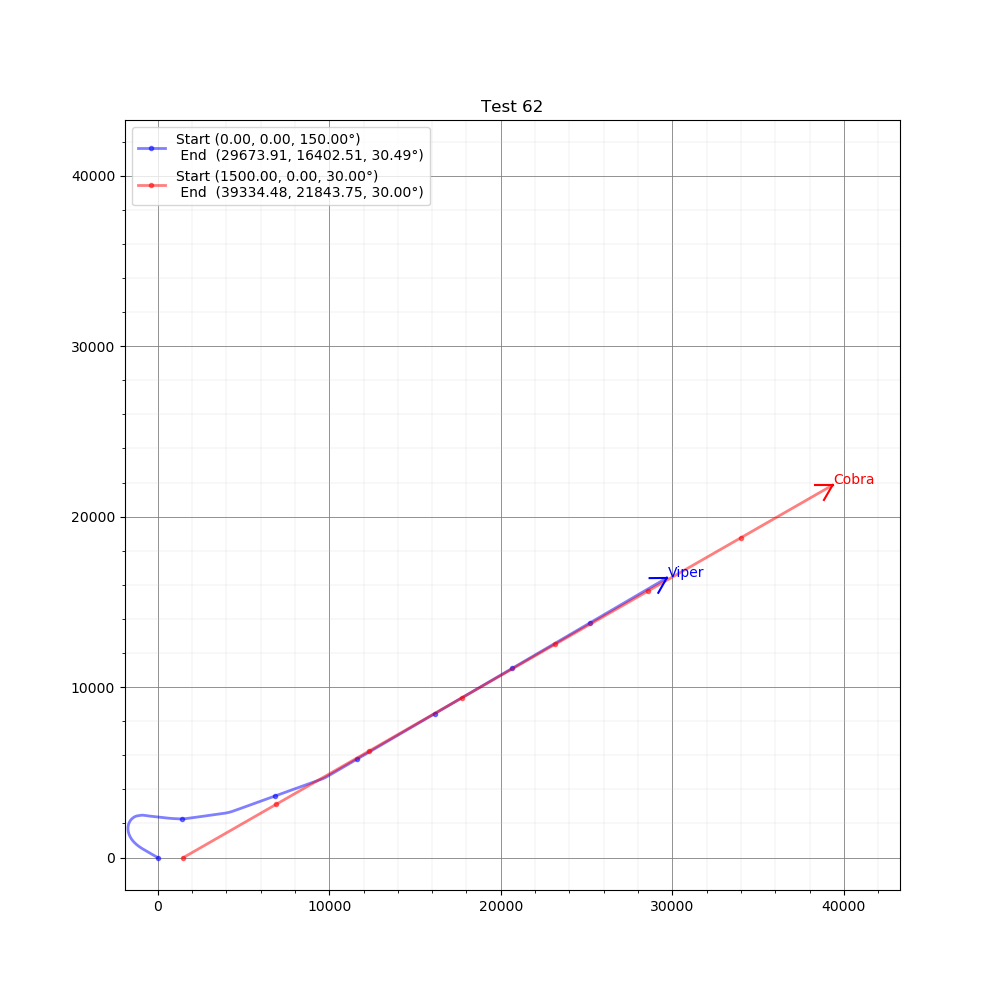 Test 62
Start (0.00, 0.00, 150.00°)
End (29673.91, 16402.51, 30.49°)
Start (1500.00, 0.00, 30.00°)
End (39334.48, 21843.75, 30.00°)
40000
30000
20000
10000
0
Cobra
Viper
0
10000
20000
30000
40000